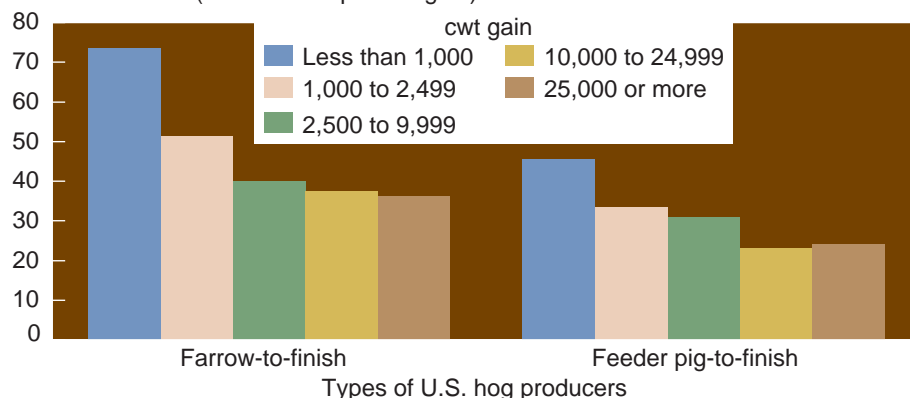 80
70
60
50
40
30
20
10
0
cwt gain
Less than 1,000
1,000 to 2,499
2,500 to 9,999
10,000 to 24,999
25,000 or more
Farrow-to-finish
Feeder pig-to-finish
Types of U.S. hog producers